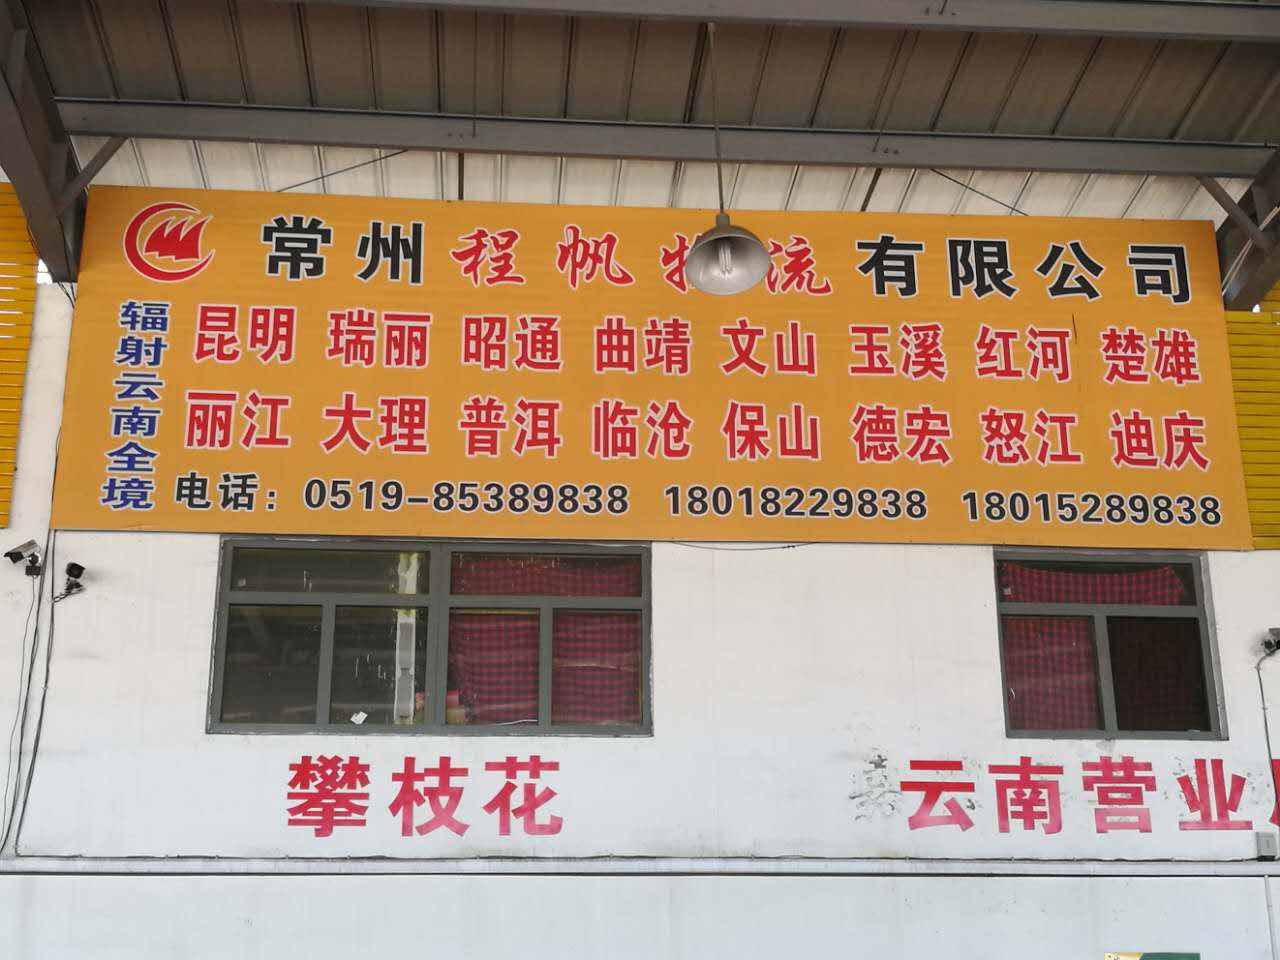 常州程帆物流有限公司
辐射云南全境
昆明 瑞丽 昭通 曲靖 文山 玉溪 红河 楚雄
丽江 大理 普洱 临沧 保山 德宏 怒江 迪庆
电话：0519-85389838 18018229838 18015289838
攀枝花
云南营业